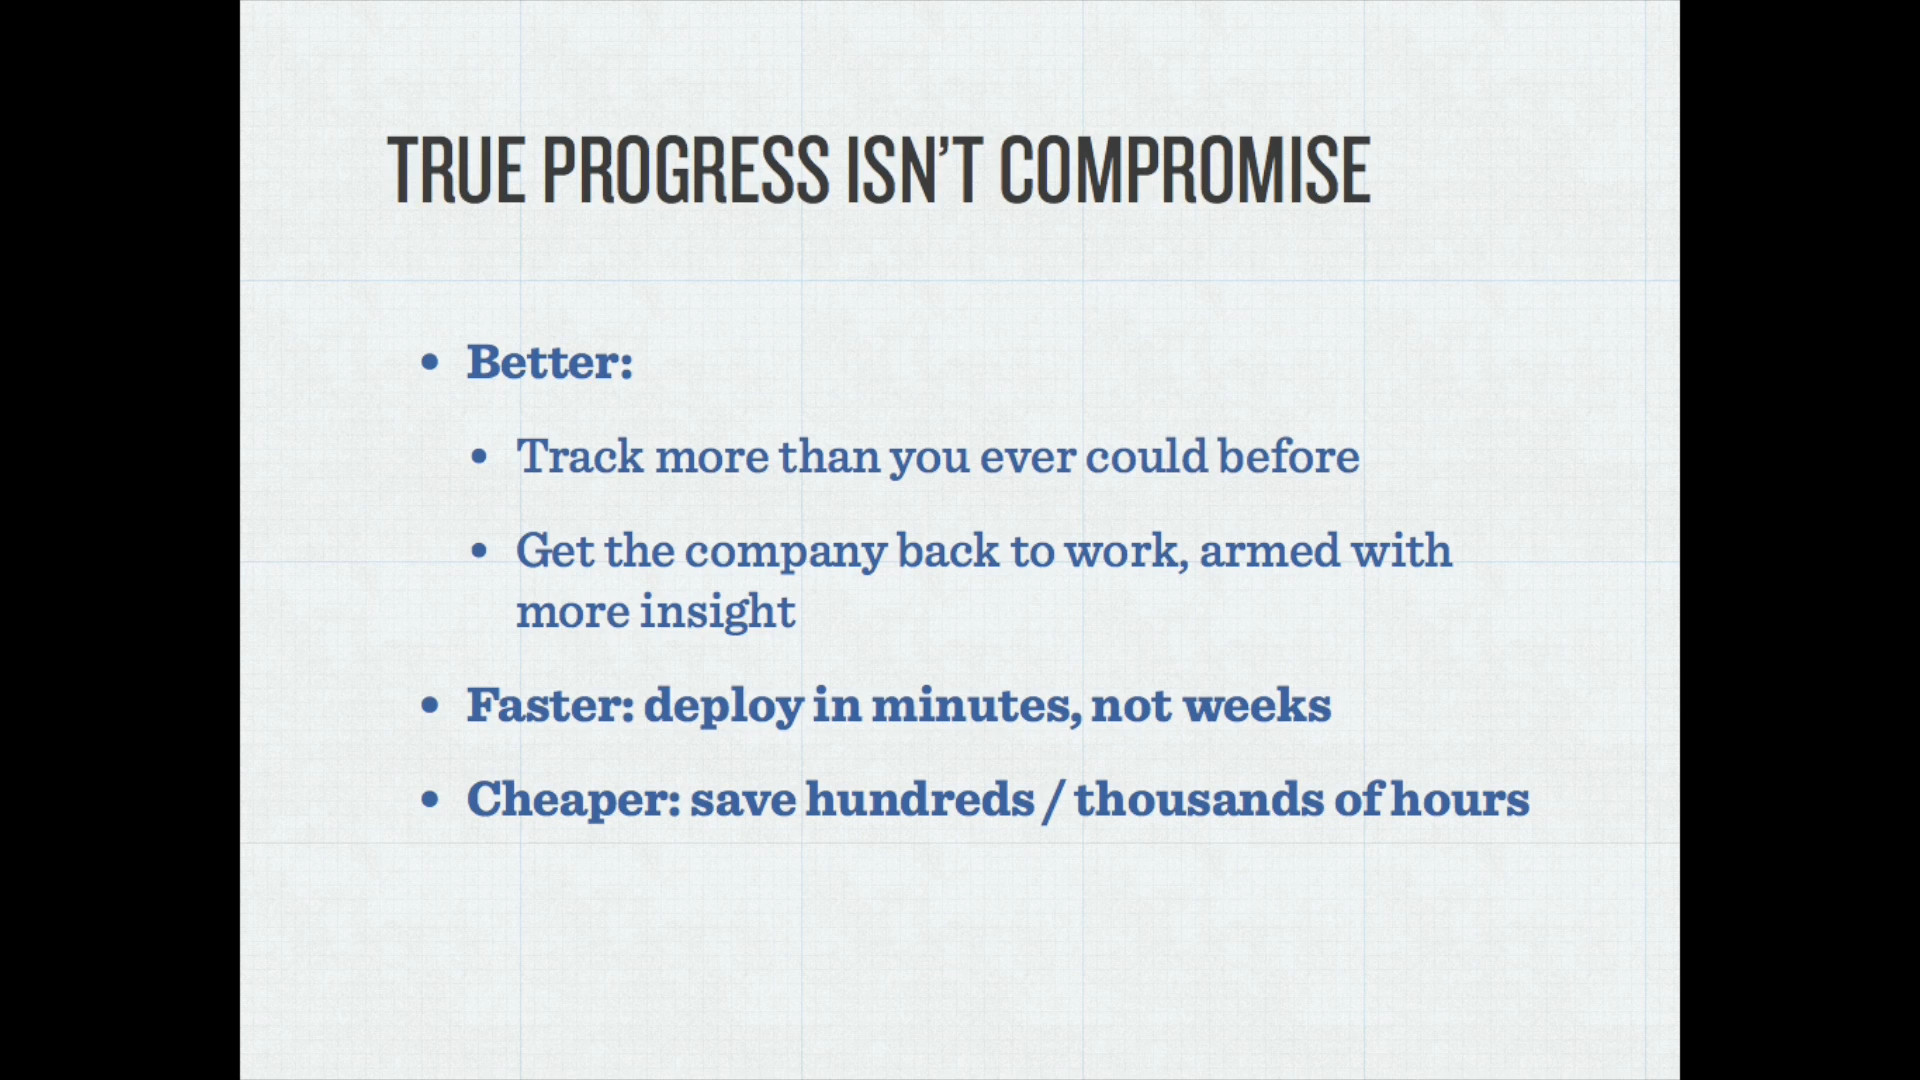 TRUE PROGRESS ISN'T COMPROMISE
• Better:
• Track more than you ever could before
• Get the company back to work, armed with
more insight
• Faster: deploy in minutes, not weeks
• Cheaper: save hundreds / thousands of hours